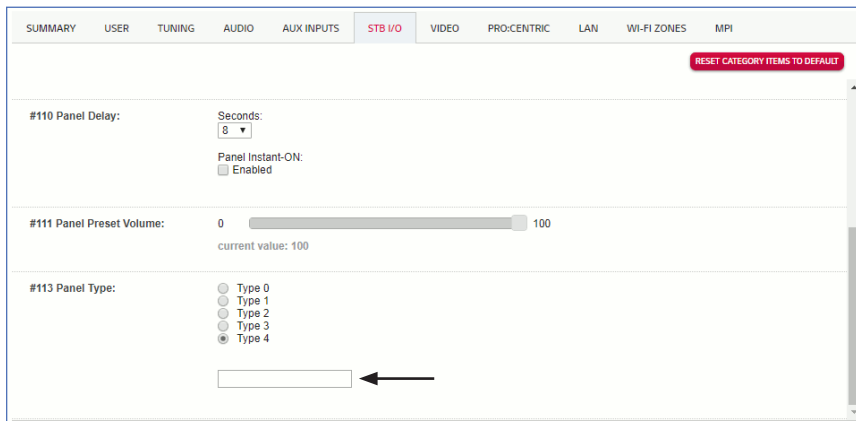 SUMMARY USER TUNING AUDIO AUX INPUTS STB I/O VIDEO PRO:CENTRIC LAN WI-FI ZONES MPI
RESET CATEGORY ITEMS TO DEFAULT
#110 Panel Delay: Seconds:
8
Panel Instant-ON:
Enabled
#111 Panel Preset Volume: 0 100
current value: 100
#113 Panel Type: Type 0
Type 1
Type 2
Type 3
Type 4